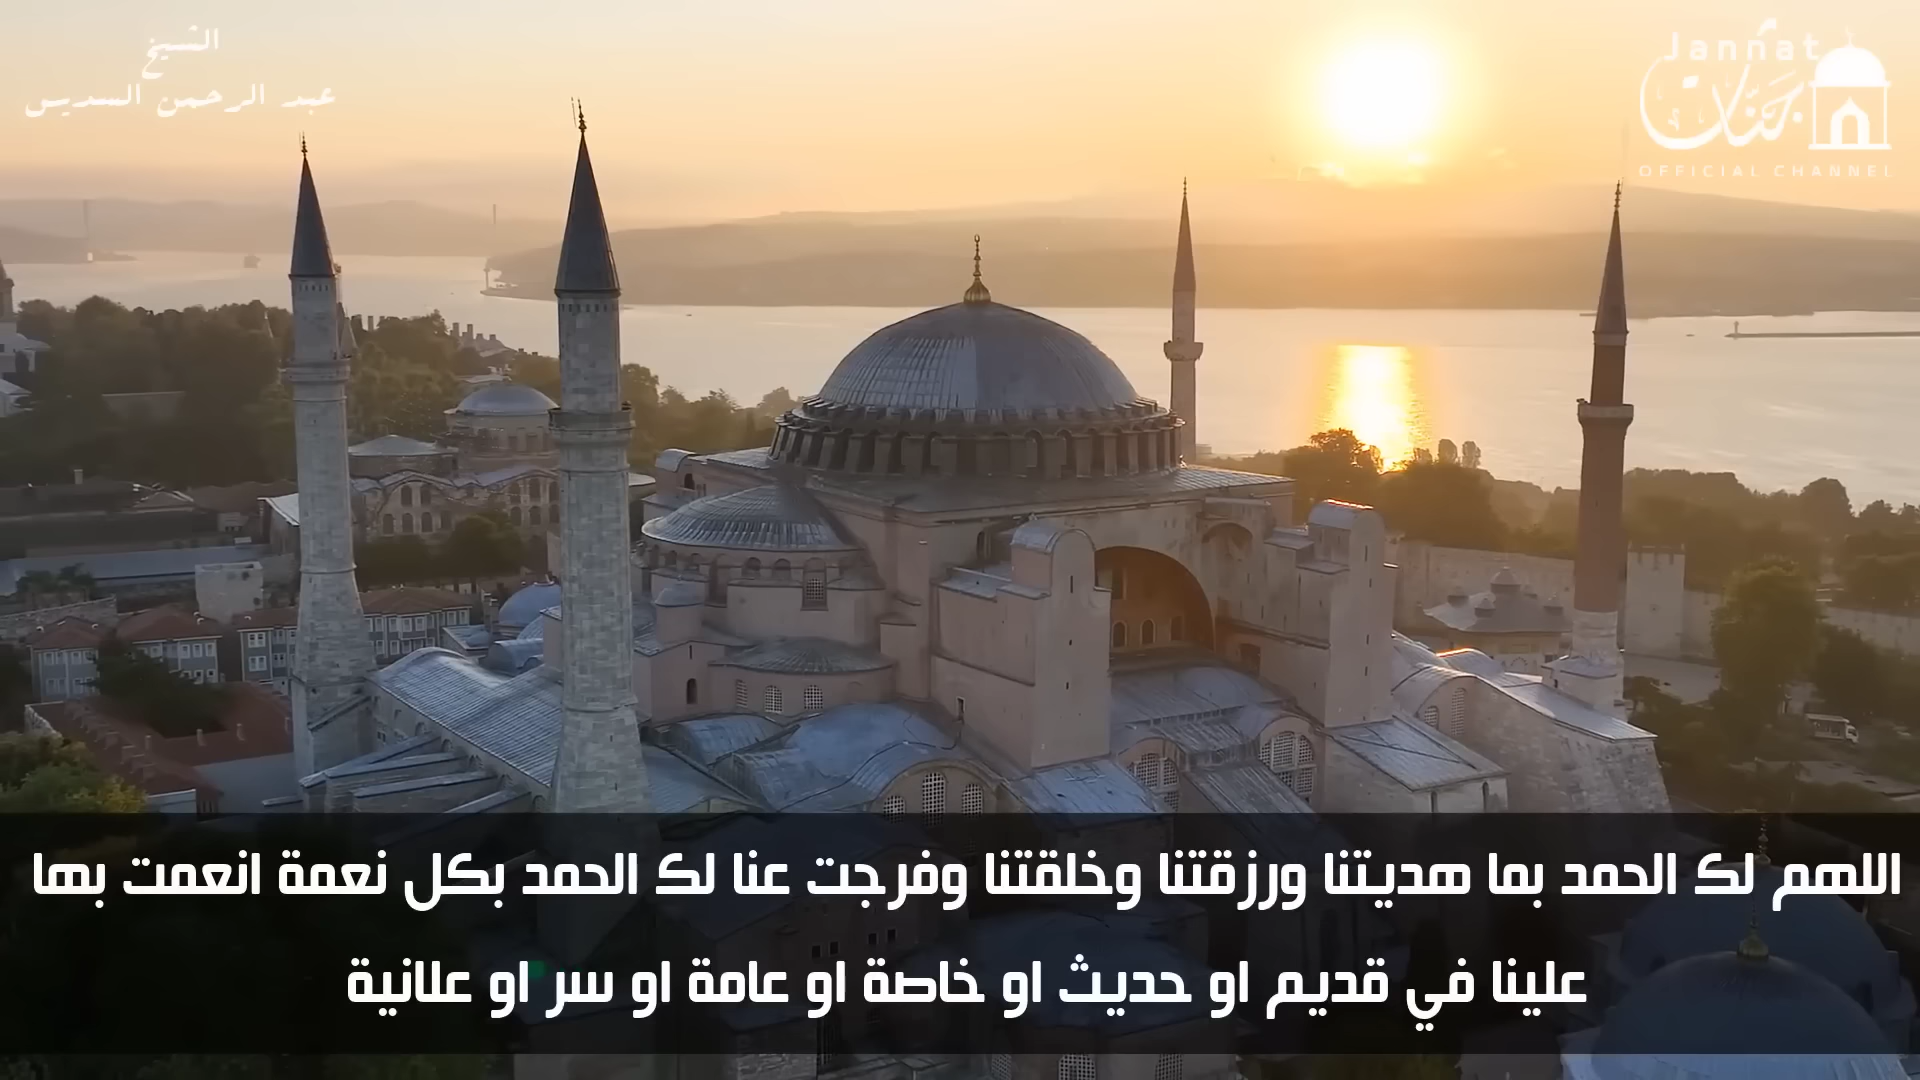 الشيخ
عبد الرحمن السديس
Jannat
جنات
OFFICIAL CHANNEL
اللهم لك الحمد بما هديتنا ورزقتنا وخلقتنا وفرجت عنا لك الحمد بكل نعمة انعمت بها
علينا في قديم او حديث او خاصة او عامة او سر او علانية